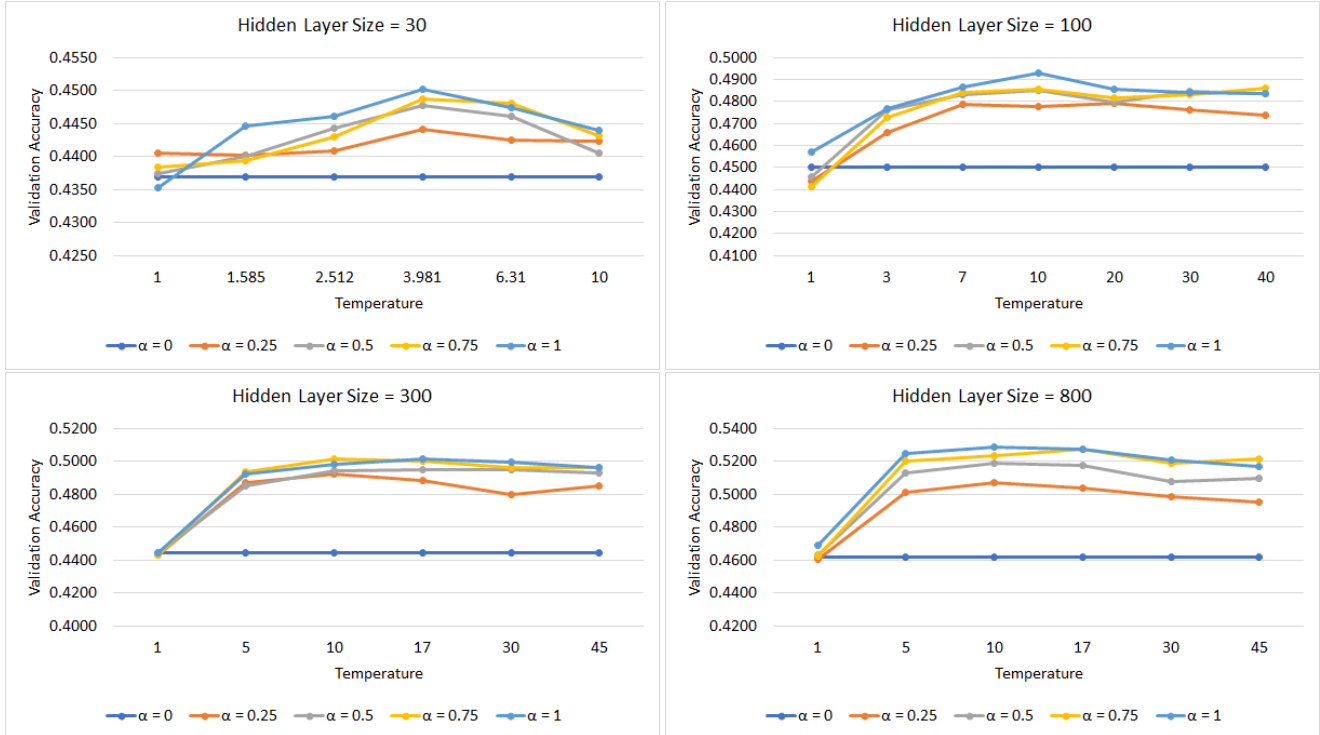 Hidden Layer Size = 30
Validation Accuracy
0.4550
0.4500
0.4450
0.4400
0.4350
0.4300
0.4250
1 1.585 2.512 3.981 6.31 10
Temperature
α = 0 α = 0.25 α = 0.5 α = 0.75 α = 1
Hidden Layer Size = 100
Validation Accuracy
0.5000
0.4900
0.4800
0.4700
0.4600
0.4500
0.4400
0.4300
0.4200
0.4100
1 3 7 10 20 30 40
Temperature
α = 0 α = 0.25 α = 0.5 α = 0.75 α = 1
Hidden Layer Size = 300
Validation Accuracy
0.5200
0.5000
0.4800
0.4600
0.4400
0.4200
0.4000
1 5 10 17 30 45
Temperature
α = 0 α = 0.25 α = 0.5 α = 0.75 α = 1
Hidden Layer Size = 800
Validation Accuracy
0.5400
0.5200
0.5000
0.4800
0.4600
0.4400
0.4200
1 5 10 17 30 45
Temperature
α = 0 α = 0.25 α = 0.5 α = 0.75 α = 1